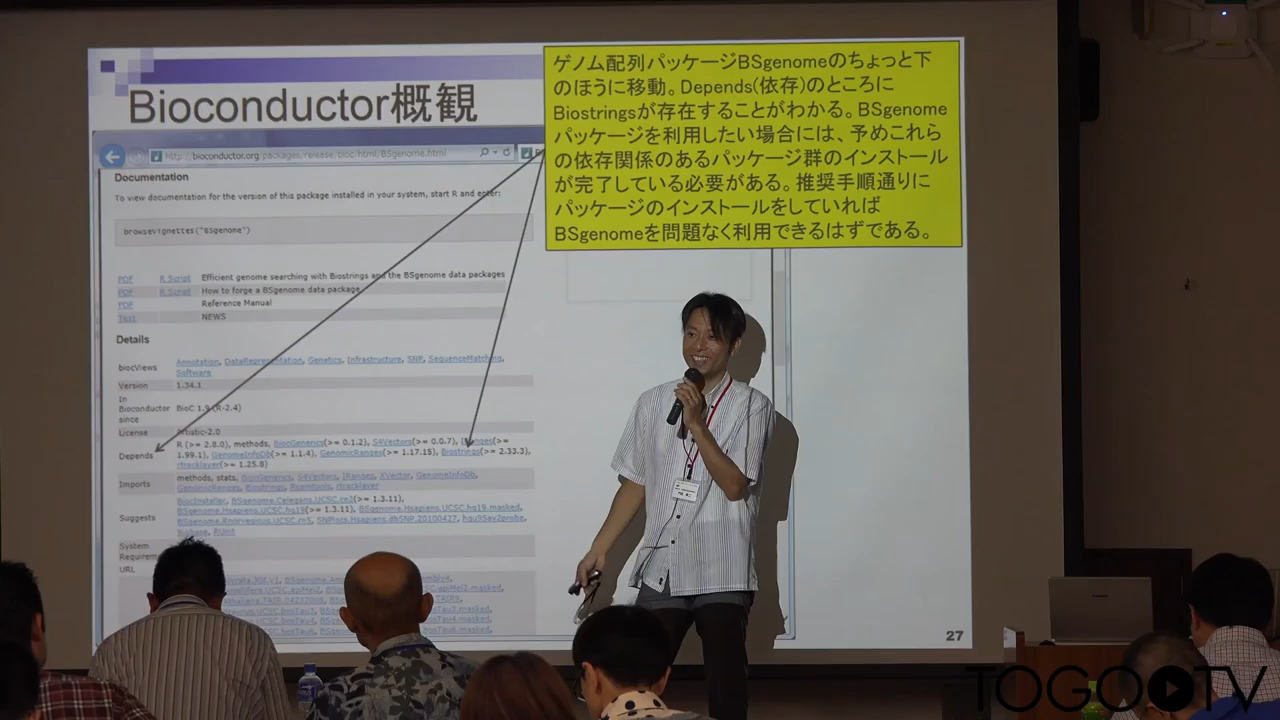 Bioconductor概観
ゲノム配列パッケージBSgenomeのちょっと下
のほうに移動。Depends(依存)のところに
Biostringsが存在することがわかる。BSgenome
パッケージを利用したい場合には、予めこれら
の依存関係のあるパッケージ群のインストール
が完了している必要がある。推奨手順通りに
パッケージのインストールをしていれば
BSgenomeを問題なく利用できるはずである。
http://bioconductor.org/packages/release/bioc/html/BSgenome.html
Documentation
To view documentation for the version of this package installed in your system, start R and enter:
browseVignettes("BSgenome")
PDF R Script Efficient genome searching with Biostrings and the BSgenome data packages
PDF R Script How to forge a BSgenome data package
PDF Reference Manual
Text NEWS
Details
biocViews Annotation, DataRepresentation, Genetics, Infrastructure, SNP, SequenceMatching,
Software
Version 1.34.1
In
Bioconductor BioC 1.9 (R-2.4)
since
License Artistic-2.0
R (>= 2.8.0), methods, BiocGenerics(>= 0.1.2), S4Vectors(>= 0.0.7), IRanges(>=
Depends 1.99.1), GenomeInfoDb(>= 1.1.4), GenomicRanges(>= 1.17.15), Biostrings(>= 2.33.3),
rtracklayer(>= 1.25.8)
Imports methods, stats, BiocGenerics, S4Vectors, IRanges, XVector, GenomeInfoDb,
GenomicRanges, Biostrings, Rsamtools, rtracklayer
BiocInstaller, BSgenome.Celegans.UCSC.ce2(>= 1.3.11),
Suggests BSgenome.Hsapiens.UCSC.hg19(>= 1.3.11), BSgenome.Hsapiens.UCSC.hg19.masked,
BSgenome.Rnorvegicus.UCSC.rn5, SNPlocs.Hsapiens.dbSNP.20100427, hgu95av2probe,
Biobase, RUnit
System
URL
27
TOGOTV